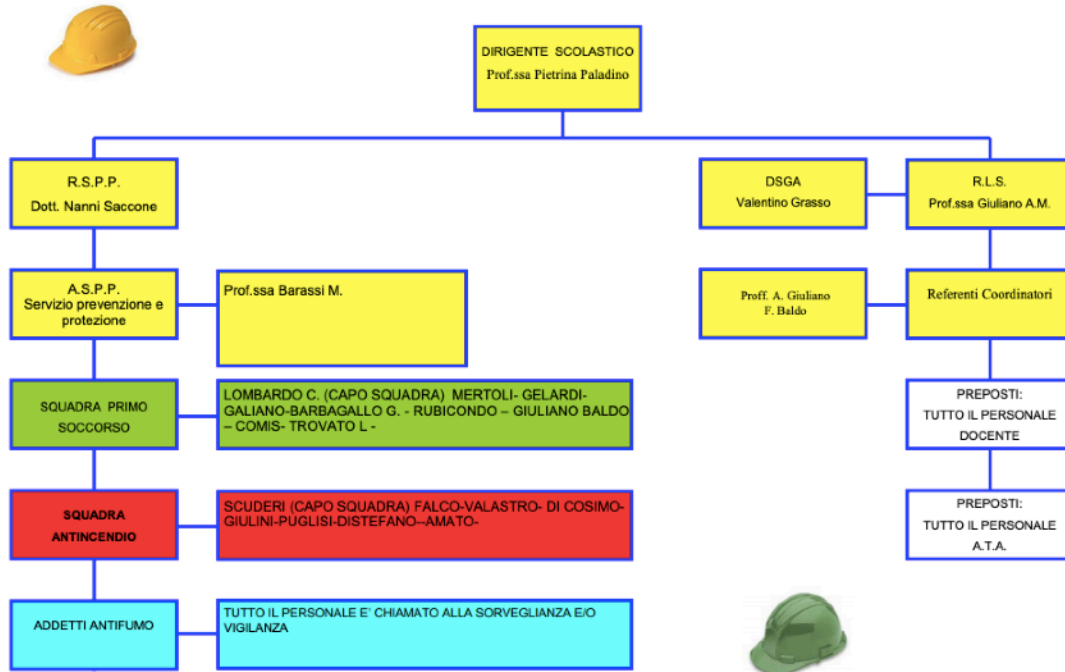 DIRIGENTE SCOLASTICO
Prof.ssa Pietrina Paladino
R.S.P.P.
Dott. Nanni Saccone
DSGA
Valentino Grasso
R.L.S.
Prof.ssa Giuliano A.M.
A.S.P.P.
Servizio prevenzione e
protezione
Prof.ssa Barassi M.
Proff. A. Giuliano
F. Baldo
Referenti Coordinatori
SQUADRA PRIMO
SOCCORSO
LOMBARDO C. (CAPO SQUADRA) MERTOLI- GELARDI-
GALIANO-BARBAGALLO G. - RUBICONDO – GIULIANO BALDO
– COMIS- TROVATO L -
PREPOSTI:
TUTTO IL PERSONALE
DOCENTE
SQUADRA
ANTINCENDIO
SCUDERI (CAPO SQUADRA) FALCO-VALASTRO- DI COSIMO-
GIULINI-PUGLISI-DISTEFANO--AMATO-
PREPOSTI:
TUTTO IL PERSONALE
A.T.A.
ADDETTI ANTIFUMO
TUTTO IL PERSONALE E' CHIAMATO ALLA SORVEGLIANZA E/O
VIGILANZA